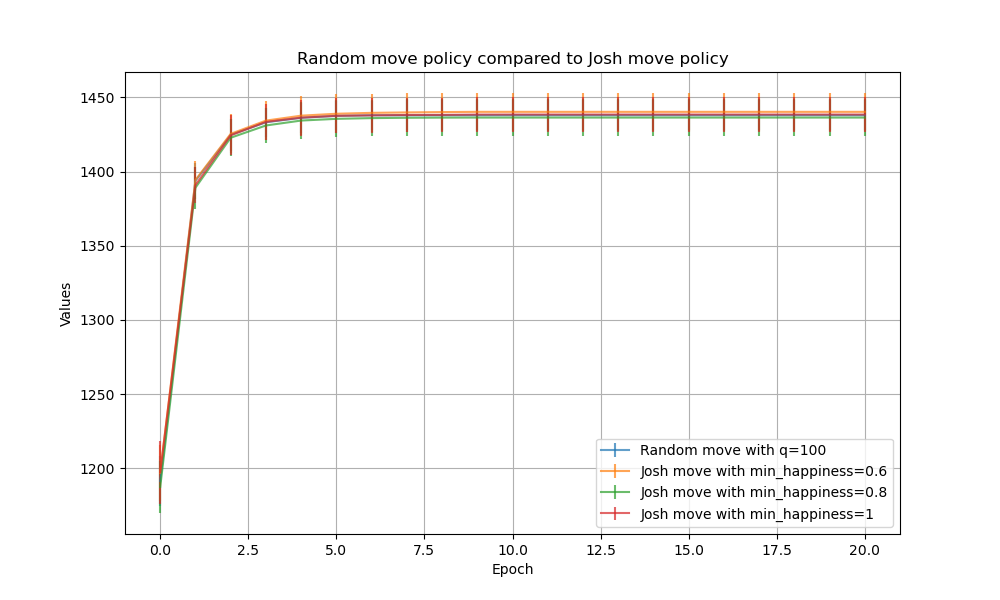 Random move policy compared to Josh move policy
1450
1400
1350
1300
1250
1200
Values
Random move with q=100
Josh move with min_happiness=0.6
Josh move with min_happiness=0.8
Josh move with min_happiness=1
0.0 2.5 5.0 7.5 10.0 12.5 15.0 17.5 20.0
Epoch